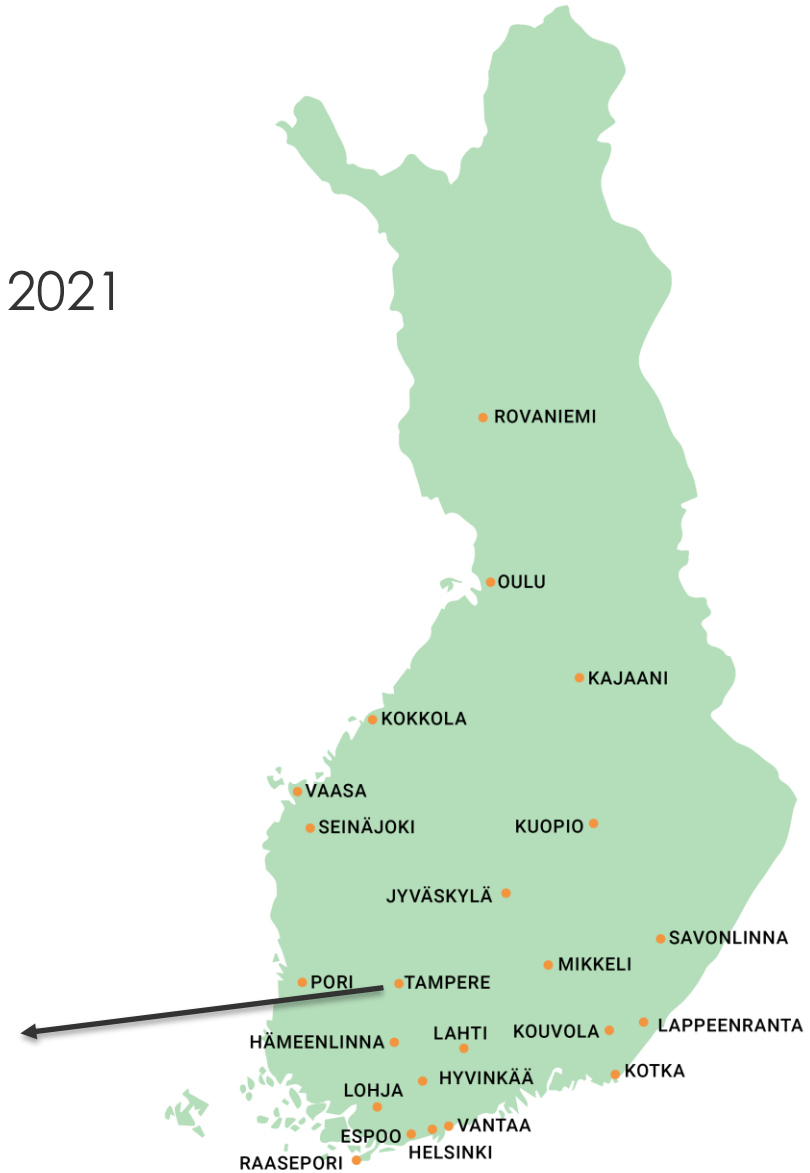 2021
ROVANIEMI
OULU
KAJAANI
KOKKOLA
VAASA
SEINÄJOKI
KUOPIO
JYVÄSKYLÄ
SAVONLINNA
MIKKELI
PORI
TAMPERE
LAPPEENRANTA
KOUVOLA
LAHTI
HÄMEENLINNA
KOTKA
HYVINKÄÄ
LOHJA
VANTAA
ESPOO
HELSINKI
RAASEPORI